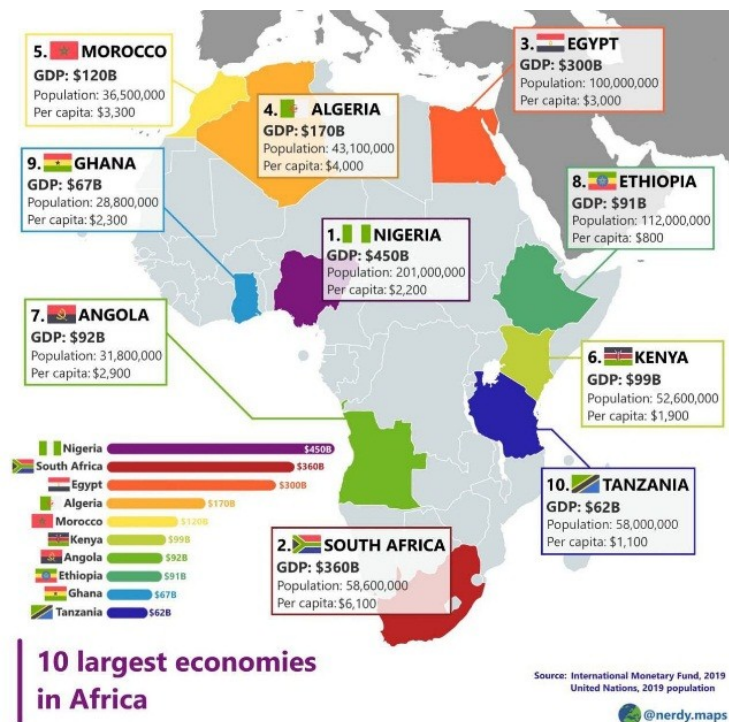 5. MOROCCO
GDP: $120B
Population: 36,500,000
Per capita: $3,300
3. EGYPT
GDP: $300B
Population: 100,000,000
Per capita: $3,000
4. ALGERIA
GDP: $170B
Population: 43,100,000
Per capita: $4,000
9. GHANA
GDP: $67B
Population: 28,800,000
Per capita: $2,300
8. ETHIOPIA
GDP: $91B
Population: 112,000,000
Per capita: $800
1. NIGERIA
GDP: $450B
Population: 201,000,000
Per capita: $2,200
7. ANGOLA
GDP: $92B
Population: 31,800,000
Per capita: $2,900
6. KENYA
GDP: $99B
Population: 52,600,000
Per capita: $1,900
10. TANZANIA
GDP: $62B
Population: 58,000,000
Per capita: $1,100
2. SOUTH AFRICA
GDP: $360B
Population: 58,600,000
Per capita: $6,100
Nigeria $450B
South Africa $360B
Egypt $300B
Algeria $170B
Morocco $120B
Kenya $99B
Angola $92B
Ethiopia $91B
Ghana $67B
Tanzania $62B
10 largest economies
in Africa
Source: International Monetary Fund, 2019
United Nations, 2019 population
@nerdy.maps